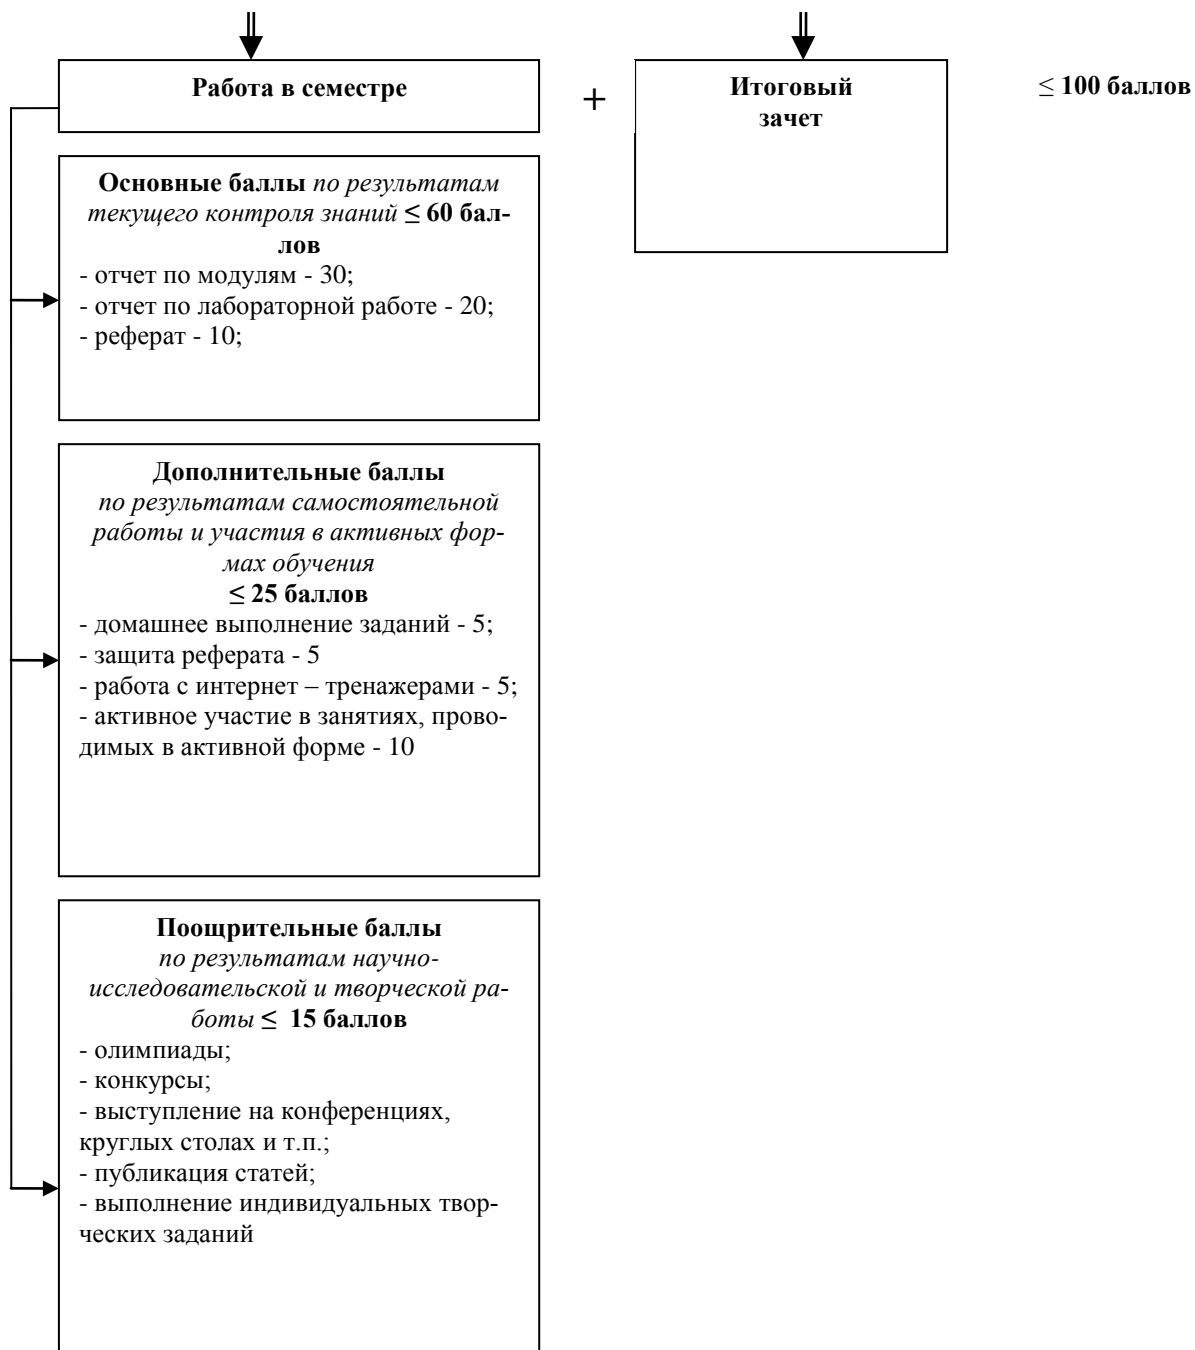 Работа в семестре
+
Итоговый
зачет
≤ 100 баллов
Основные баллы по результатам
текущего контроля знаний ≤ 60 бал-
лов
- отчет по модулям - 30;
- отчет по лабораторной работе - 20;
- реферат - 10;
Дополнительные баллы
по результатам самостоятельной
работы и участия в активных фор-
мах обучения
≤ 25 баллов
- домашнее выполнение заданий - 5;
- защита реферата - 5
- работа с интернет – тренажерами - 5;
- активное участие в занятиях, прово-
димых в активной форме - 10
Поощрительные баллы
по результатам научно-
исследовательской и творческой ра-
боты ≤ 15 баллов
- олимпиады;
- конкурсы;
- выступление на конференциях,
круглых столах и т.п.;
- публикация статей;
- выполнение индивидуальных твор-
ческих заданий